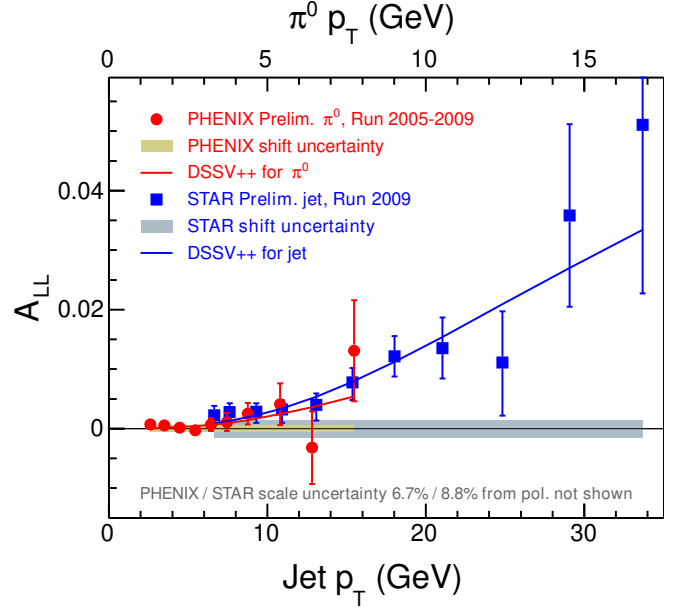 π⁰ p_T (GeV)
0 5 10 15
PHENIX Prelim. π⁰, Run 2005-2009
PHENIX shift uncertainty
DSSV++ for π⁰
STAR Prelim. jet, Run 2009
STAR shift uncertainty
DSSV++ for jet
A_LL
0.04
0.02
0
PHENIX / STAR scale uncertainty 6.7% / 8.8% from pol. not shown
0 10 20 30
Jet p_T (GeV)